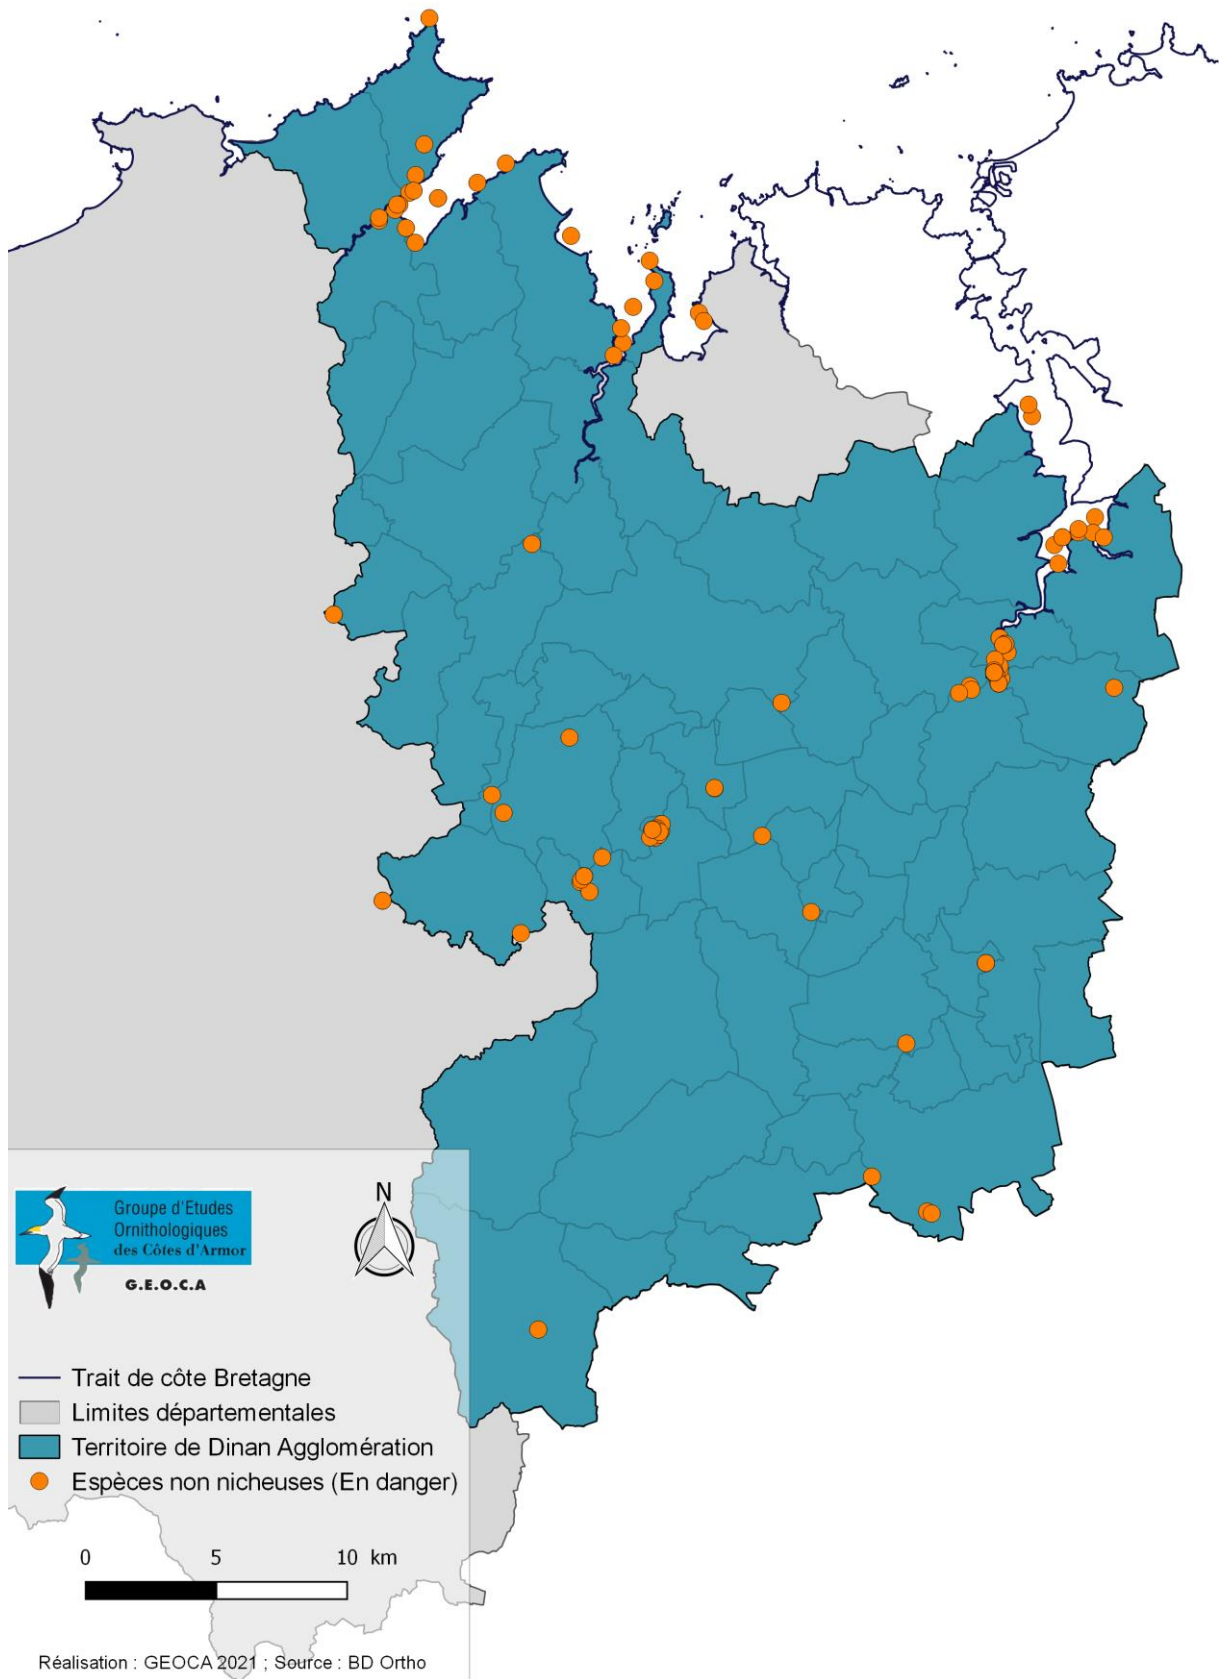 Groupe d'Etudes
Ornithologiques
des Côtes d'Armor
G.E.O.C.A
N
Trait de côte Bretagne
Limites départementales
Territoire de Dinan Agglomération
Espèces non nicheuses (En danger)
0 5 10 km
Réalisation : GEOCA 2021 ; Source : BD Ortho